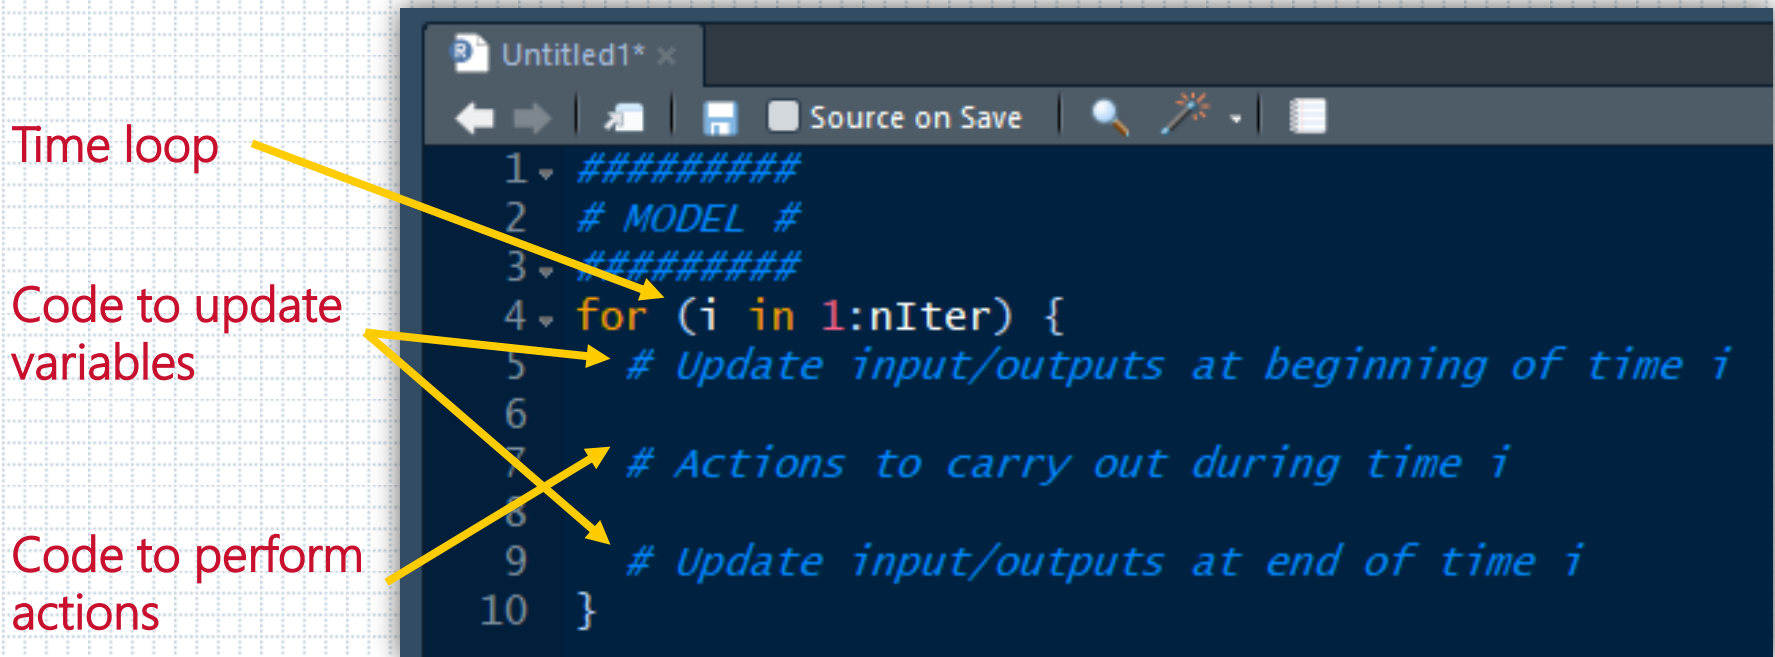 Untitled1*
Source on Save
Time loop
Code to update
variables
Code to perform
actions
1 #########
2 # MODEL #
3 #########
4 for (i in 1:nIter) {
5 # Update input/outputs at beginning of time i
6
7 # Actions to carry out during time i
8
9 # Update input/outputs at end of time i
10 }